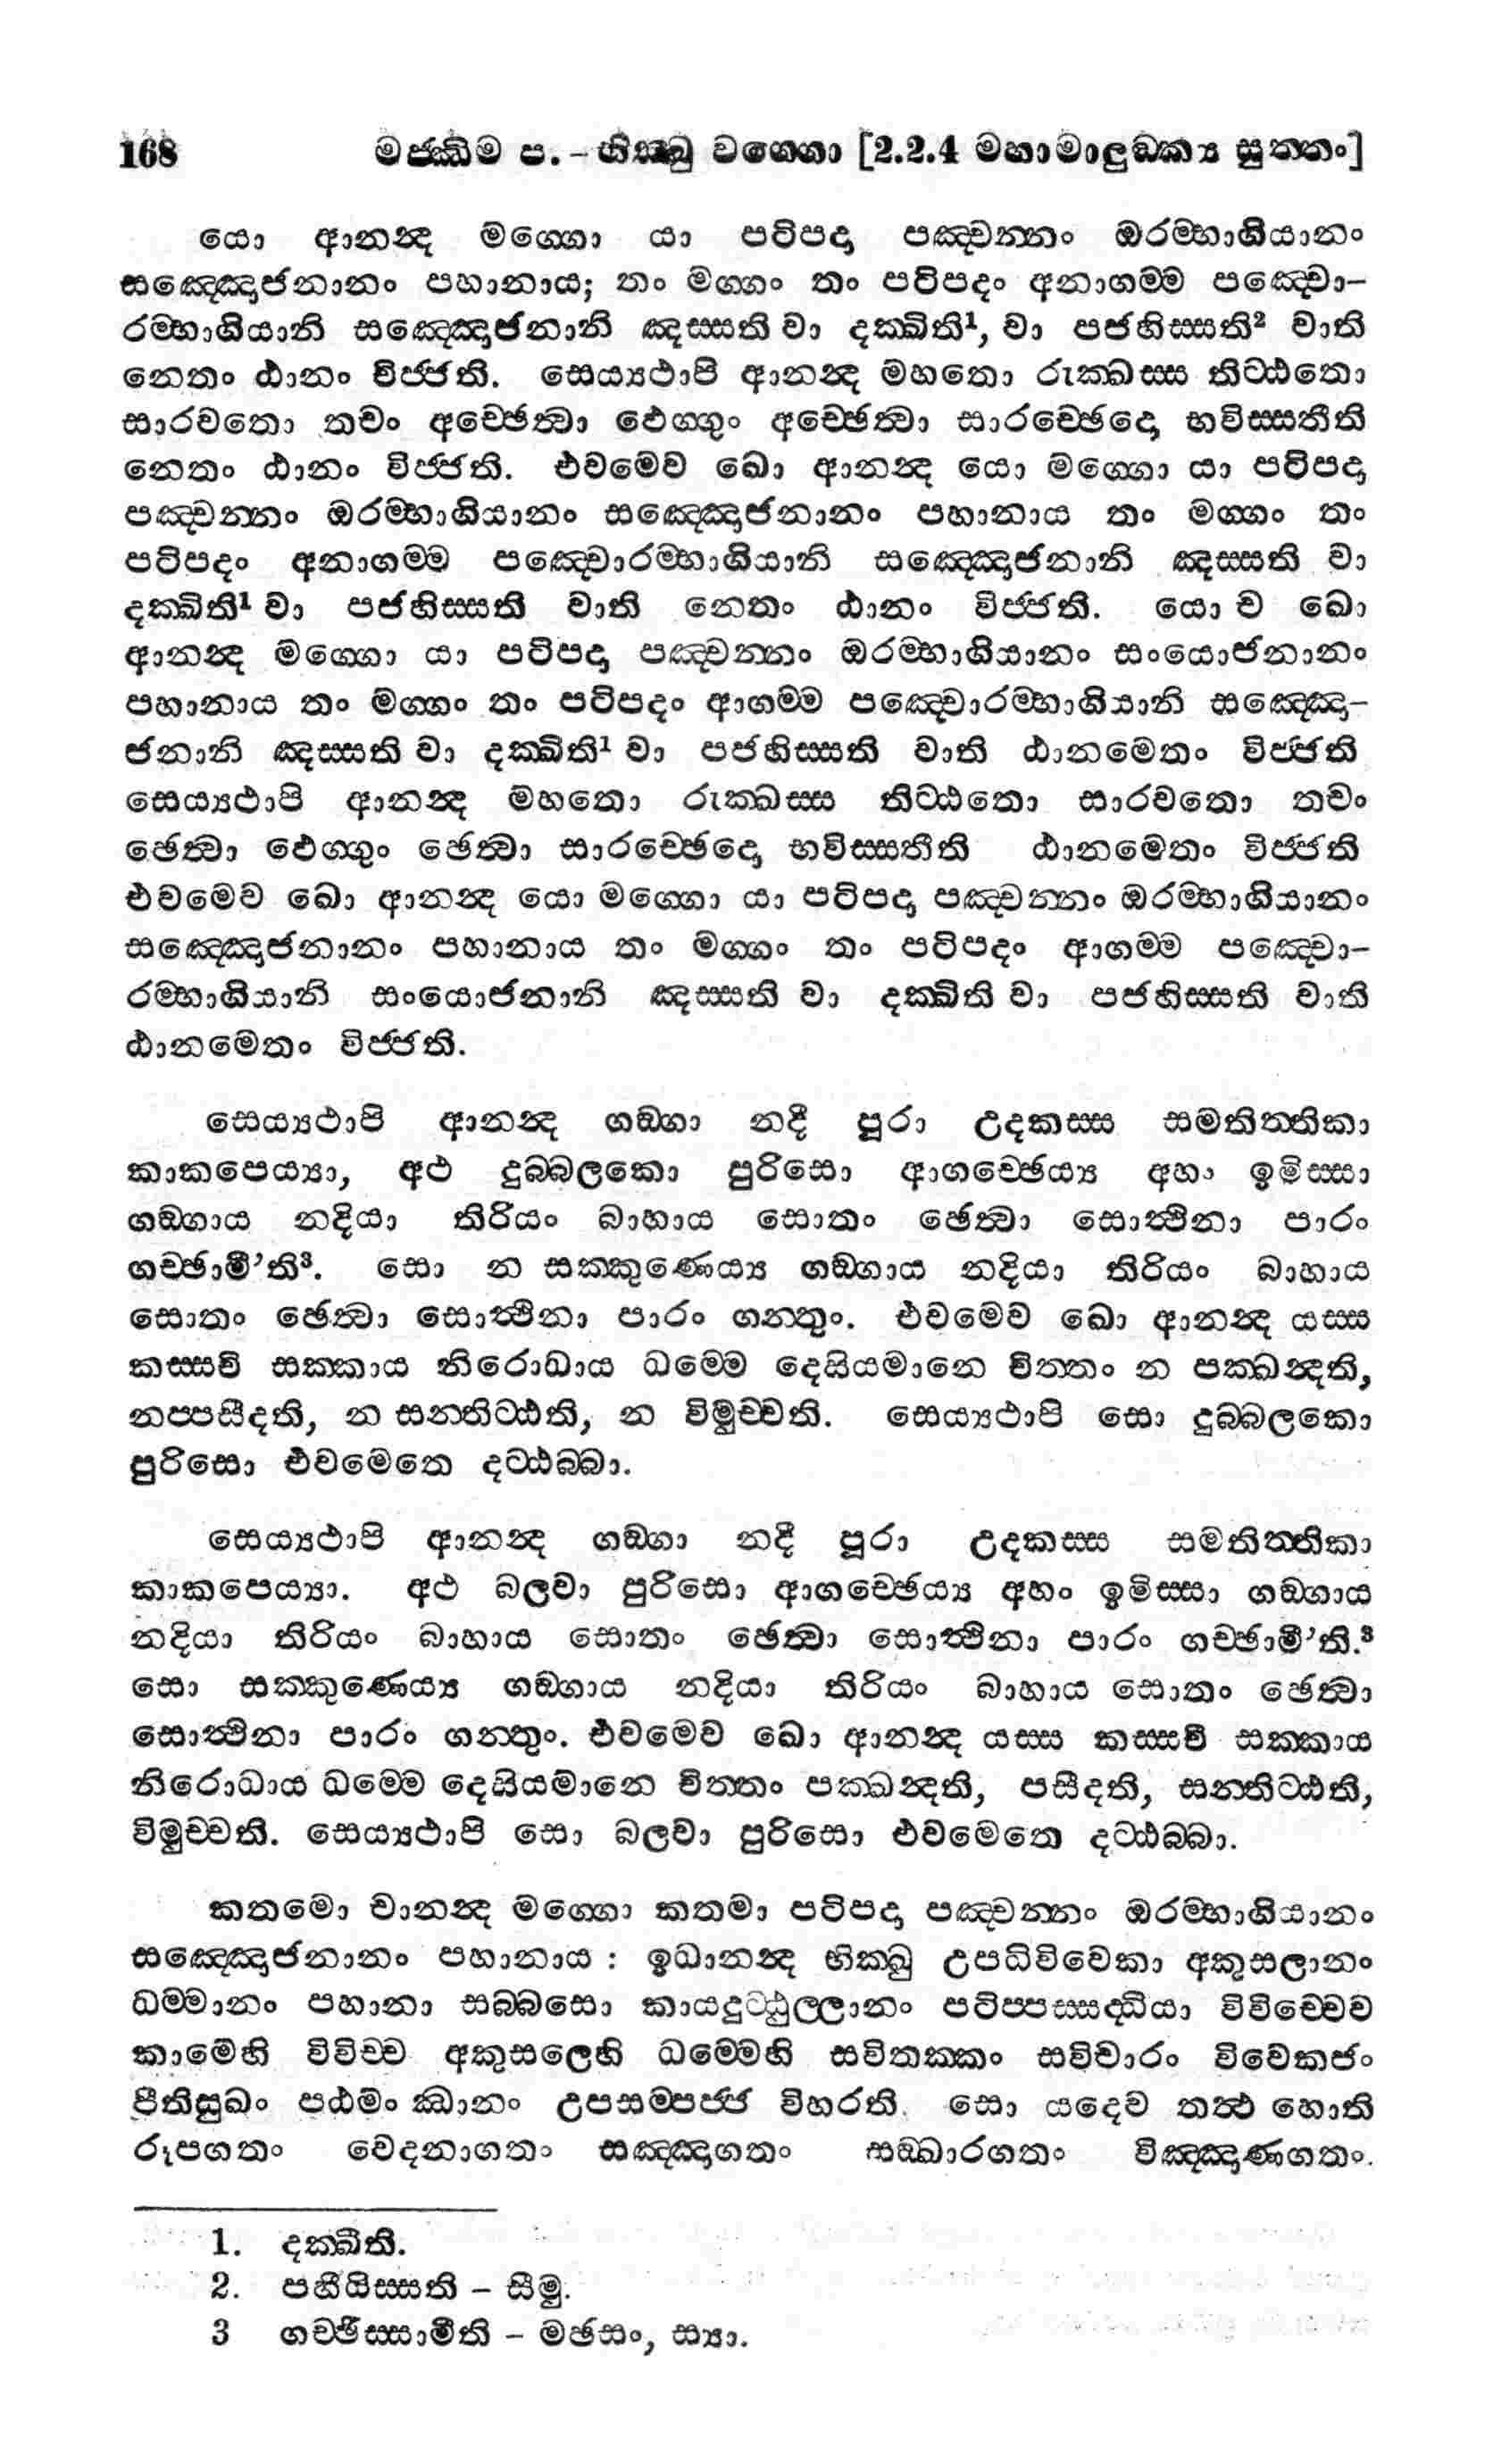 168 මජ්ඣිම ප. – භික්ඛු වග්ගො [2.2.4 මහාමාලුඞ්ක්‍ය සුත්තං]
යො ආනන්ද මග්ගො යා පටිපදා පඤ්චන්නං ඔරම්භාගියානං
සඤ්ඤොජනානං පහානාය; තං මග්ගං තං පටිපදං අනාගම්ම පඤ්චො–
රම්භාගියානි සඤ්ඤොජනානි ඤස්සති වා දක්ඛිති¹, වා පජහිස්සති² වාති
නෙතං ඨානං විජ්ජති. සෙය්‍යථාපි ආනන්ද මහතො රුක්ඛස්ස තිට්ඨතො
සාරවතො තචං අච්ඡෙත්වා ඵෙග්ගුං අච්ඡෙත්වා සාරච්ඡෙදො භවිස්සතීති
නෙතං ඨානං විජ්ජති. එවමෙව ඛො ආනන්ද යො මග්ගො යා පටිපදා
පඤ්චන්නං ඔරම්භාගියානං සඤ්ඤොජනානං පහානාය තං මග්ගං තං
පටිපදං අනාගම්ම පඤ්චොරම්භාගියානි සඤ්ඤොජනානි ඤස්සති වා
දක්ඛිති¹ වා පජහිස්සති වාති නෙතං ඨානං විජ්ජති. යො ච ඛො
ආනන්ද මග්ගො යා පටිපදා පඤ්චන්නං ඔරම්භාගියානං සංයොජනානං
පහානාය තං මග්ගං තං පටිපදං ආගම්ම පඤ්චොරම්භාගියානි සඤ්ඤො–
ජනානි ඤස්සති වා දක්ඛිති¹ වා පජහිස්සති වාති ඨානමෙතං විජ්ජති
සෙය්‍යථාපි ආනන්ද මහතො රුක්ඛස්ස තිට්ඨතො සාරවතො තචං
ඡෙත්වා ඵෙග්ගුං ඡෙත්වා සාරච්ඡෙදො භවිස්සතීති ඨානමෙතං විජ්ජති
එවමෙව ඛො ආනන්ද යො මග්ගො යා පටිපදා පඤ්චන්නං ඔරම්භාගියානං
සඤ්ඤොජනානං පහානාය තං මග්ගං තං පටිපදං ආගම්ම පඤ්චො–
රම්භාගියානි සංයොජනානි ඤස්සති වා දක්ඛිති වා පජහිස්සති වාති
ඨානමෙතං විජ්ජති.
සෙය්‍යථාපි ආනන්ද ගඞ්ගා නදී පූරා උදකස්ස සමතිත්තිකා
කාකපෙය්‍යා, අථ දුබ්බලකො පුරිසො ආගච්ඡෙය්‍ය අහං ඉමිස්සා
ගඞ්ගාය නදියා තිරියං බාහාය සොතං ඡෙත්වා සොත්ථිනා පාරං
ගච්ඡාමී’ති³. සො න සක්කුණෙය්‍ය ගඞ්ගාය නදියා තිරියං බාහාය
සොතං ඡෙත්වා සොත්ථිනා පාරං ගන්තුං. එවමෙව ඛො ආනන්ද යස්ස
කස්සචි සක්කාය නිරොධාය ධම්මෙ දෙසියමානෙ චිත්තං න පක්ඛන්දති,
නප්පසීදති, න සන්තිට්ඨති, න විමුච්චති. සෙය්‍යථාපි සො දුබ්බලකො
පුරිසො එවමෙතෙ දට්ඨබ්බා.
සෙය්‍යථාපි ආනන්ද ගඞ්ගා නදී පූරා උදකස්ස සමතිත්තිකා
කාකපෙය්‍යා. අථ බලවා පුරිසො ආගච්ඡෙය්‍ය අහං ඉමිස්සා ගඞ්ගාය
නදියා තිරියං බාහාය සොතං ඡෙත්වා සොත්ථිනා පාරං ගච්ඡාමී’ති.³
සො සක්කුණෙය්‍ය ගඞ්ගාය නදියා තිරියං බාහාය සොතං ඡෙත්වා
සොත්ථිනා පාරං ගන්තුං. එවමෙව ඛො ආනන්ද යස්ස කස්සචි සක්කාය
නිරොධාය ධම්මෙ දෙසියමානෙ චිත්තං පක්ඛන්දති, පසීදති, සන්තිට්ඨති,
විමුච්චති. සෙය්‍යථාපි සො බලවා පුරිසො එවමෙතෙ දට්ඨබ්බා.
කතමො චානන්ද මග්ගො කතමා පටිපදා පඤ්චන්නං ඔරම්භාගියානං
සඤ්ඤොජනානං පහානාය : ඉධානන්ද භික්ඛු උපධිවිවෙකා අකුසලානං
ධම්මානං පහානා සබ්බසො කායදුට්ඨුල්ලානං පටිප්පස්සද්ධියා විවිච්චෙව
කාමෙහි විවිච්ච අකුසලෙහි ධම්මෙහි සවිතක්කං සවිචාරං විවෙකජං
පීතිසුඛං පඨමං ඣානං උපසම්පජ්ජ විහරති. සො යදෙව තත්ථ හොති
රූපගතං වෙදනාගතං සඤ්ඤාගතං සඞ්ඛාරගතං විඤ්ඤාණගතං.
1. දක්ඛීති.
2. පහීයිස්සති – සීමු.
3 ගච්ඡිස්සාමීති – මඡසං, ස්‍යා.